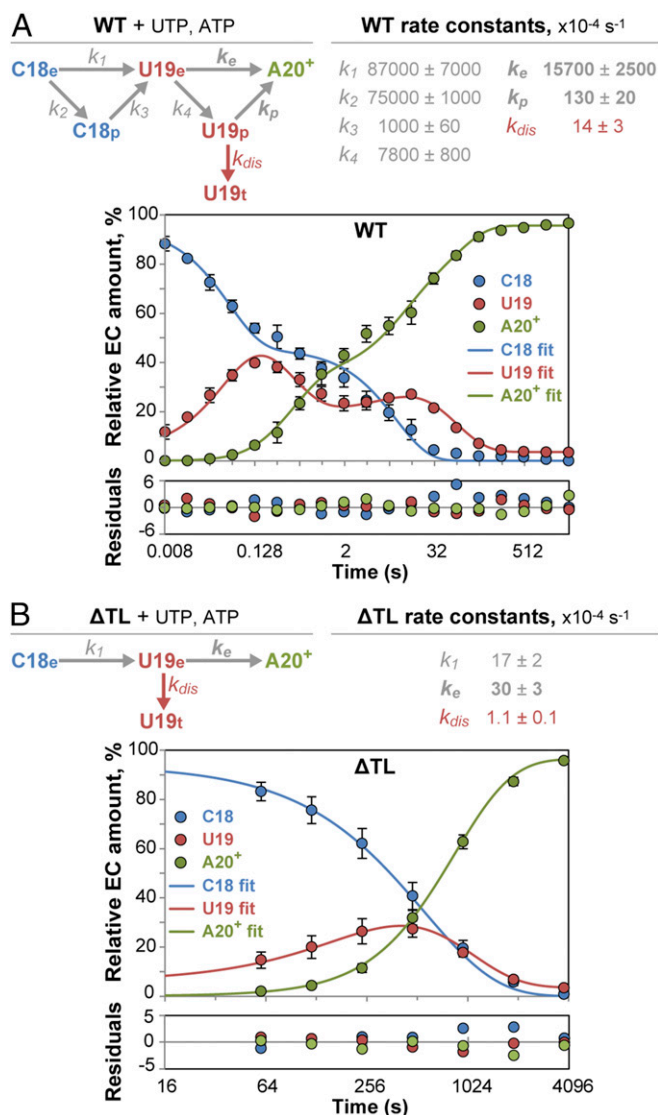 A
WT + UTP, ATP
WT rate constants, x10-4 s-1
C18e k1 U19e ke A20+
k2 k3 k4 kp
C18p U19p
kdis
U19t
k1 87000 ± 7000 ke 15700 ± 2500
k2 75000 ± 1000 kp 130 ± 20
k3 1000 ± 60 kdis 14 ± 3
k4 7800 ± 800
WT
Relative EC amount, %
100
80
60
40
20
0
C18
U19
A20+
C18 fit
U19 fit
A20+ fit
Residuals
6
0
-6
0.008 0.128 2 32 512
Time (s)
B
ΔTL + UTP, ATP
ΔTL rate constants, x10-4 s-1
C18e k1 U19e ke A20+
kdis
U19t
k1 17 ± 2
ke 30 ± 3
kdis 1.1 ± 0.1
ΔTL
Relative EC amount, %
100
80
60
40
20
0
C18
U19
A20+
C18 fit
U19 fit
A20+ fit
Residuals
5
0
-5
16 64 256 1024 4096
Time (s)